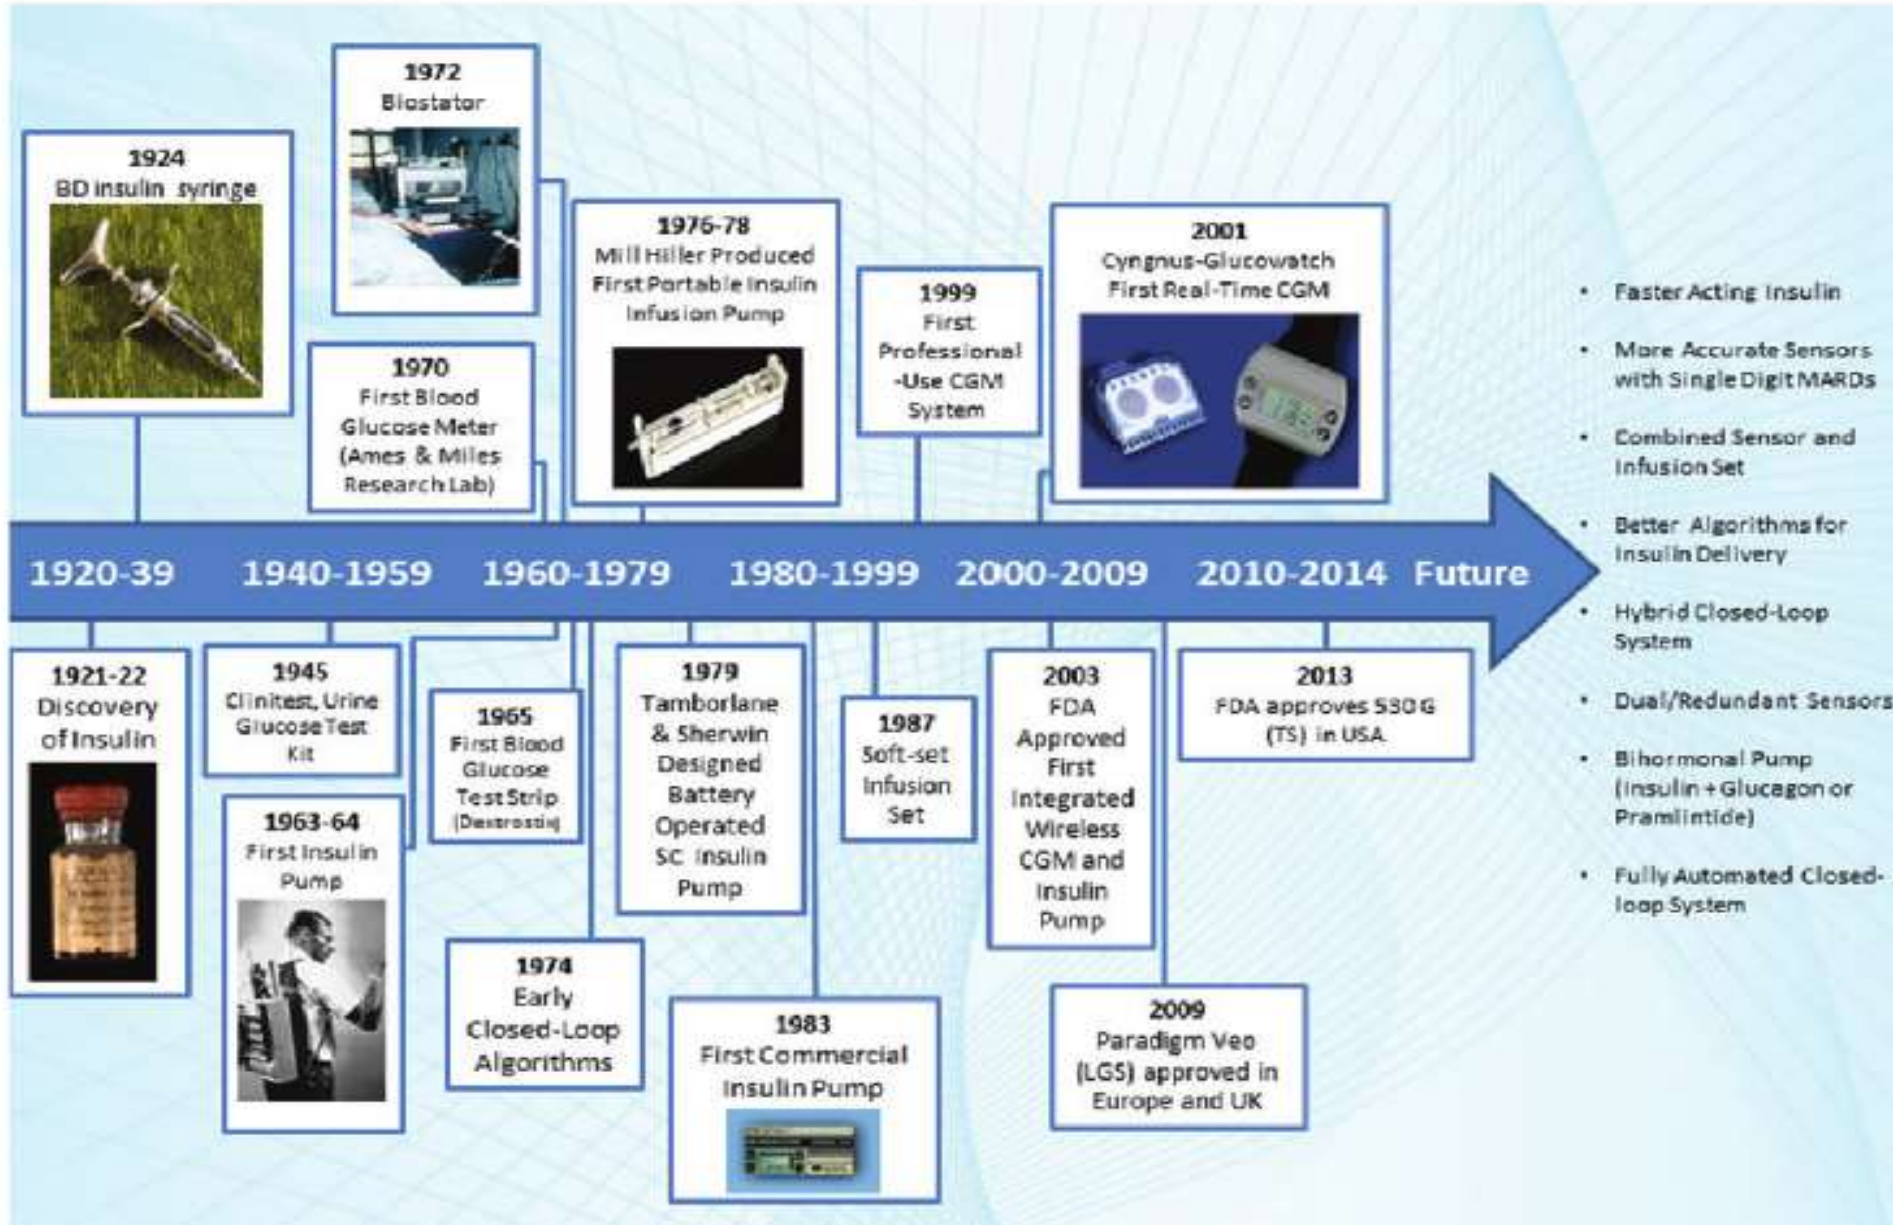 1972
Biostator
1924
BD insulin syringe
1976-78
Mill Hiller Produced
First Portable Insulin
Infusion Pump
2001
Cyngnus-Glucowatch
First Real-Time CGM
1999
First
Professional
-Use CGM
System
1970
First Blood
Glucose Meter
(Ames & Miles
Research Lab)
1920-39
1940-1959
1960-1979
1980-1999
2000-2009
2010-2014
Future
1921-22
Discovery
of Insulin
1945
Clinitest, Urine
Glucose Test
Kit
1963-64
First Insulin
Pump
1965
First Blood
Glucose
Test Strip
(Dextrostix)
1974
Early
Closed-Loop
Algorithms
1979
Tamborlane
& Sherwin
Designed
Battery
Operated
SC Insulin
Pump
1983
First Commercial
Insulin Pump
1987
Soft-set
Infusion
Set
2003
FDA
Approved
First
Integrated
Wireless
CGM and
Insulin
Pump
2009
Paradigm Veo
(LGS) approved in
Europe and UK
2013
FDA approves 530 G
(TS) in USA
• Faster Acting Insulin
• More Accurate Sensors
with Single Digit MARDs
• Combined Sensor and
Infusion Set
• Better Algorithms for
Insulin Delivery
• Hybrid Closed-Loop
System
• Dual/Redundant Sensors
• Bihormonal Pump
(Insulin + Glucagon or
Pramlintide)
• Fully Automated Closed-
loop System